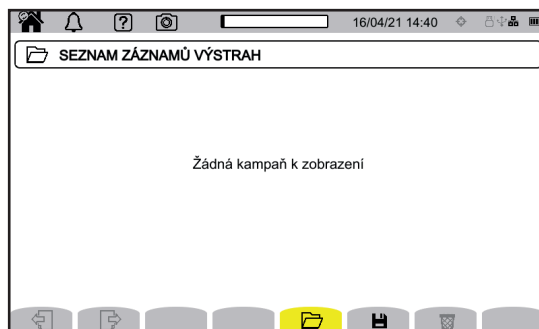 16/04/21 14:40
SEZNAM ZÁZNAMŮ VÝSTRAH
Žádná kampaň k zobrazení